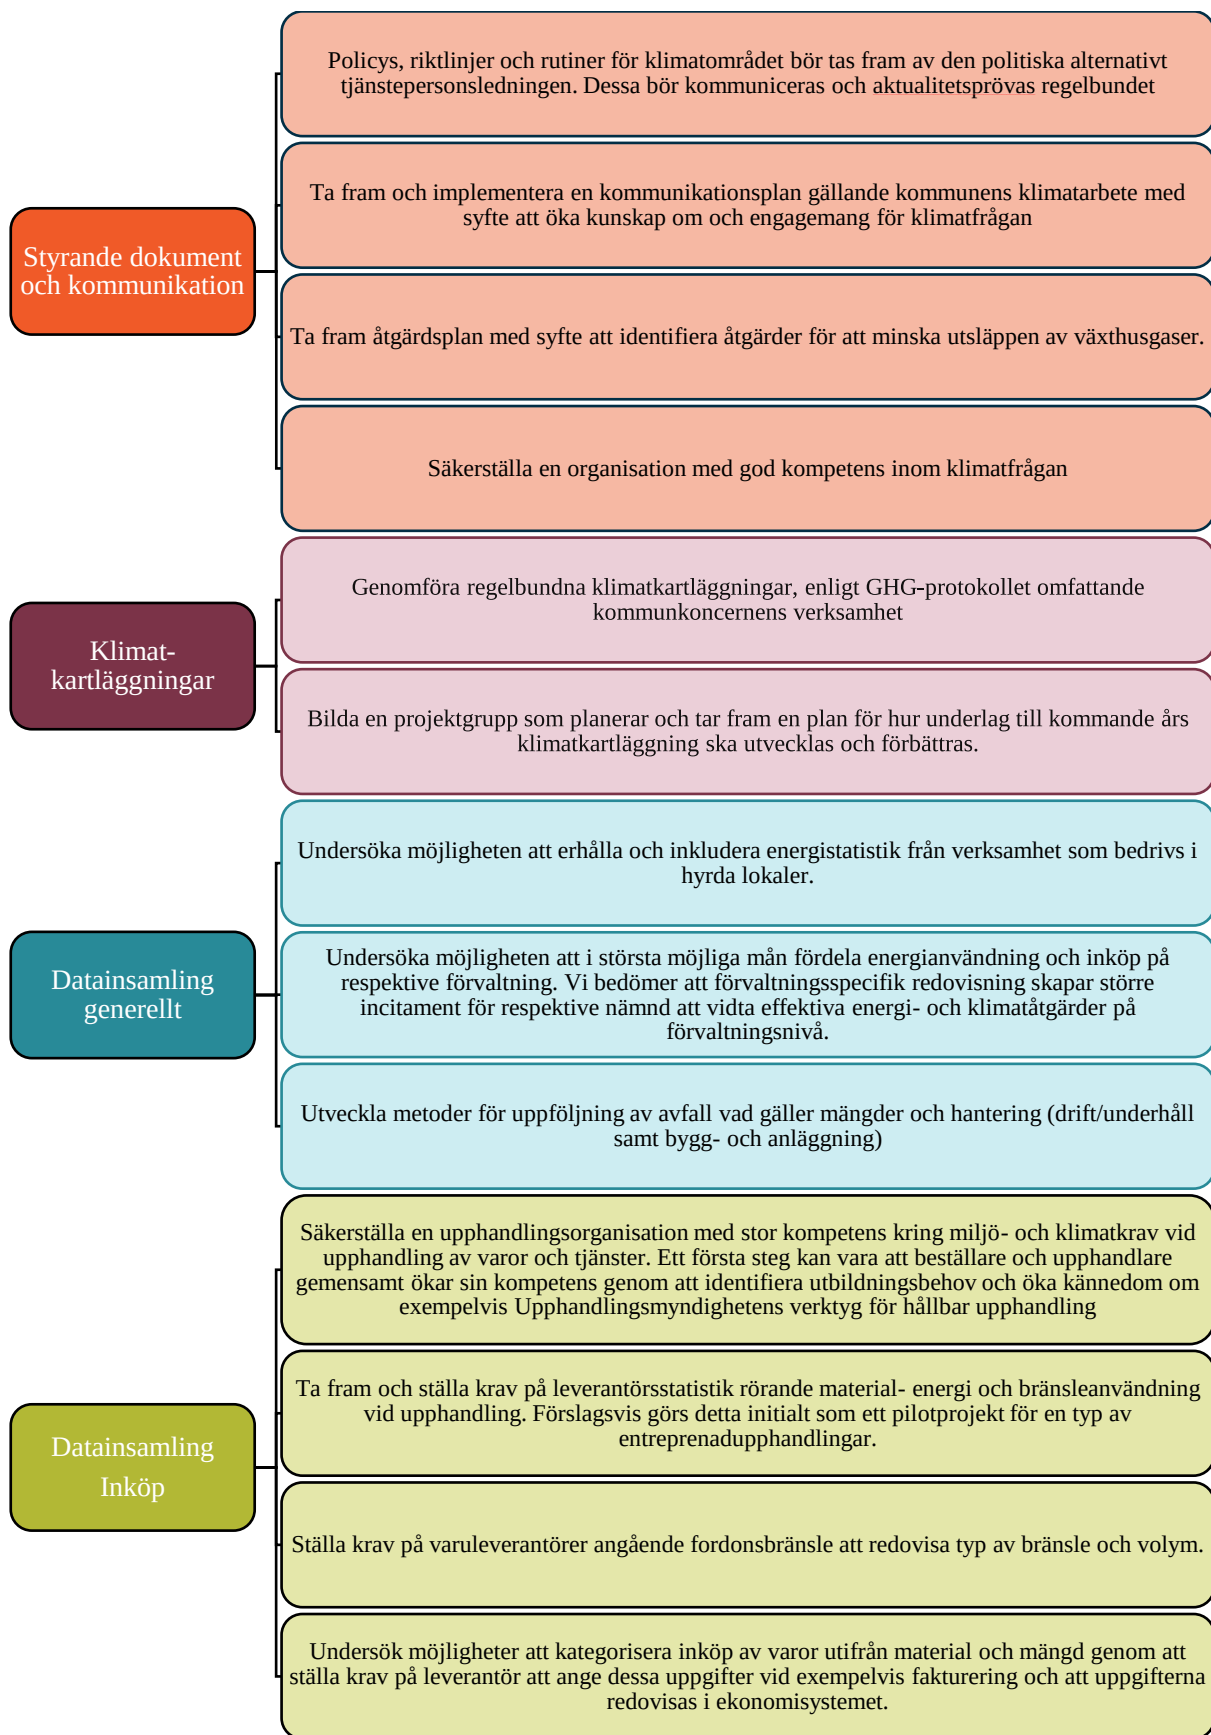 Styrande dokument
och kommunikation
Policys, riktlinjer och rutiner för klimatområdet bör tas fram av den politiska alternativt
tjänstepersonsledningen. Dessa bör kommuniceras och aktualitetsprövas regelbundet
Ta fram och implementera en kommunikationsplan gällande kommunens klimatarbete med
syfte att öka kunskap om och engagemang för klimatfrågan
Ta fram åtgärdsplan med syfte att identifiera åtgärder för att minska utsläppen av växthusgaser.
Säkerställa en organisation med god kompetens inom klimatfrågan
Klimat-
kartläggningar
Genomföra regelbundna klimatkartläggningar, enligt GHG-protokollet omfattande
kommunkoncernens verksamhet
Bilda en projektgrupp som planerar och tar fram en plan för hur underlag till kommande års
klimatkartläggning ska utvecklas och förbättras.
Datainsamling
generellt
Undersöka möjligheten att erhålla och inkludera energistatistik från verksamhet som bedrivs i
hyrda lokaler.
Undersöka möjligheten att i största möjliga mån fördela energianvändning och inköp på
respektive förvaltning. Vi bedömer att förvaltningsspecifik redovisning skapar större
incitament för respektive nämnd att vidta effektiva energi- och klimatåtgärder på
förvaltningsnivå.
Utveckla metoder för uppföljning av avfall vad gäller mängder och hantering (drift/underhåll
samt bygg- och anläggning)
Datainsamling
Inköp
Säkerställa en upphandlingsorganisation med stor kompetens kring miljö- och klimatkrav vid
upphandling av varor och tjänster. Ett första steg kan vara att beställare och upphandlare
gemensamt ökar sin kompetens genom att identifiera utbildningsbehov och öka kännedom om
exempelvis Upphandlingsmyndighetens verktyg för hållbar upphandling
Ta fram och ställa krav på leverantörsstatistik rörande material- energi och bränsleanvändning
vid upphandling. Förslagsvis görs detta initialt som ett pilotprojekt för en typ av
entreprenadupphandlingar.
Ställa krav på varuleverantörer angående fordonsbränsle att redovisa typ av bränsle och volym.
Undersök möjligheter att kategorisera inköp av varor utifrån material och mängd genom att
ställa krav på leverantör att ange dessa uppgifter vid exempelvis fakturering och att uppgifterna
redovisas i ekonomisystemet.